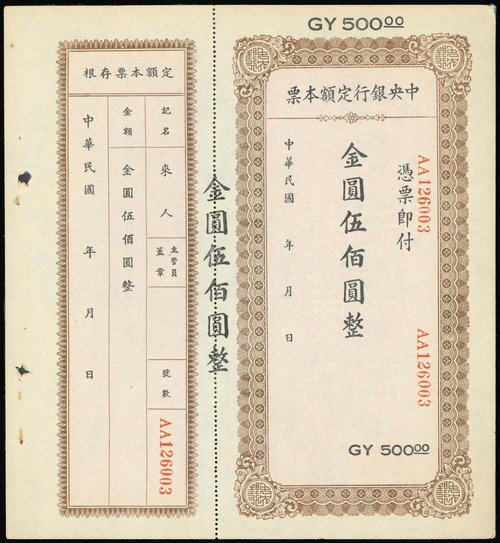 GY 500.00
中央銀行定額本票
AA126003
憑票即付
AA126003
金圓伍佰圓整
中華民國 年 月 日
GY 500.00
金圓伍佰圓整
定額本票存根
記名 來人 主管員蓋章 號數 AA126003
金額 金圓伍佰圓整
中華民國 年 月 日